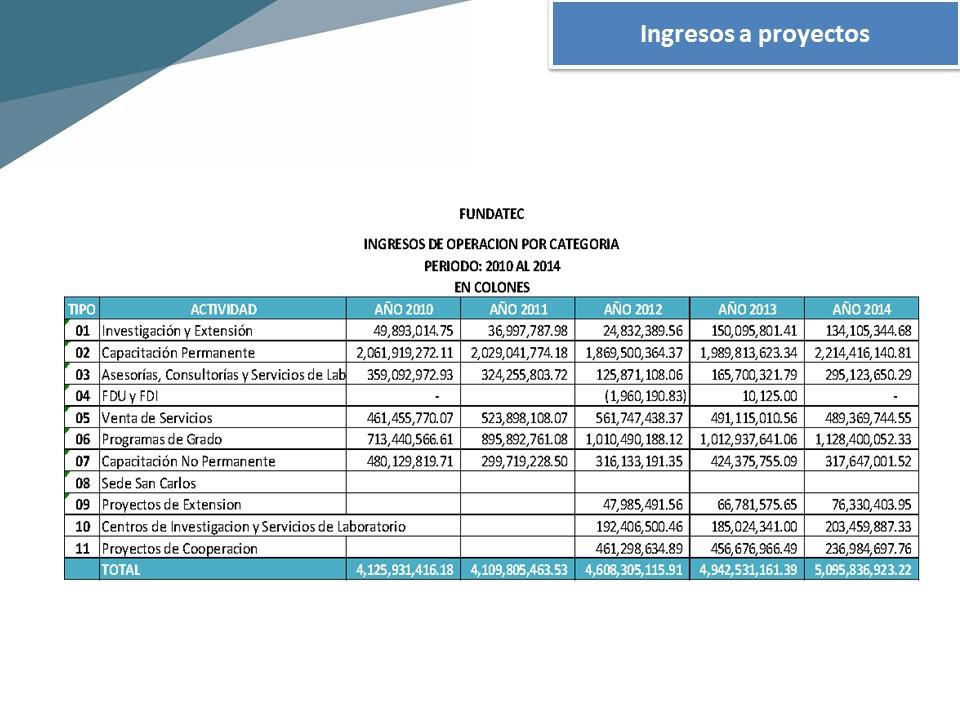 Ingresos a proyectos
FUNDATEC
INGRESOS DE OPERACION POR CATEGORIA
PERIODO: 2010 AL 2014
EN COLONES
TIPO ACTIVIDAD AÑO 2010 AÑO 2011 AÑO 2012 AÑO 2013 AÑO 2014
01 Investigación y Extensión 49,893,014.75 36,997,787.98 24,832,389.56 150,095,801.41 134,105,344.68
02 Capacitación Permanente 2,061,919,272.11 2,029,041,774.18 1,869,500,364.37 1,989,813,623.34 2,214,416,140.81
03 Asesorías, Consultorías y Servicios de Lab 359,092,972.93 324,255,803.72 125,871,108.06 165,700,321.79 295,123,650.29
04 FDU y FDI - (1,960,190.83) 10,125.00 -
05 Venta de Servicios 461,455,770.07 523,898,108.07 561,747,438.37 491,115,010.56 489,369,744.55
06 Programas de Grado 713,440,566.61 895,892,761.08 1,010,490,188.12 1,012,937,641.06 1,128,400,052.33
07 Capacitación No Permanente 480,129,819.71 299,719,228.50 316,133,191.35 424,375,755.09 317,647,001.52
08 Sede San Carlos
09 Proyectos de Extension 47,985,491.56 66,781,575.65 76,330,403.95
10 Centros de Investigacion y Servicios de Laboratorio 192,406,500.46 185,024,341.00 203,459,887.33
11 Proyectos de Cooperacion 461,298,634.89 456,676,966.49 236,984,697.76
TOTAL 4,125,931,416.18 4,109,805,463.53 4,608,305,115.91 4,942,531,161.39 5,095,836,923.22